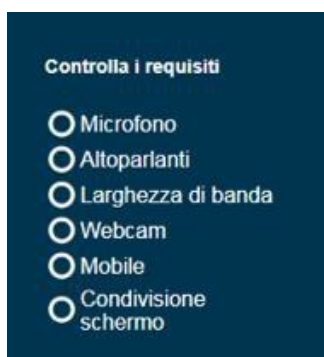 Controlla i requisiti
Microfono
Altoparlanti
Larghezza di banda
Webcam
Mobile
Condivisione
schermo